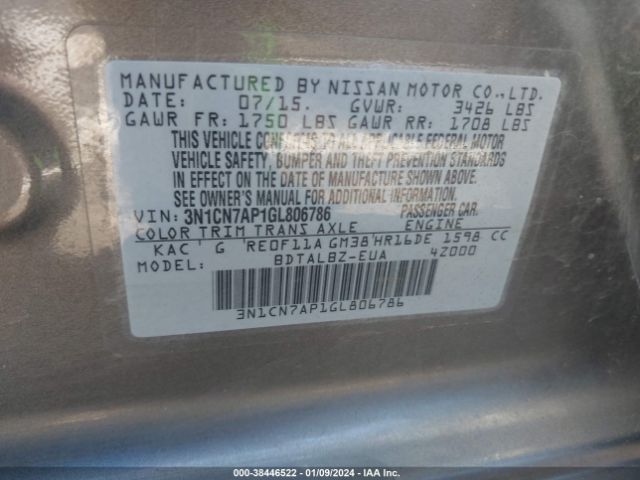 MANUFACTURED BY NISSAN MOTOR CO.,LTD.
DATE: 07/15. GVWR: 3426 LBS
GAWR FR: 1750 LBS GAWR RR: 1708 LBS
THIS VEHICLE CONFORMS TO ALL APPLICABLE FEDERAL MOTOR
VEHICLE SAFETY, BUMPER AND THEFT PREVENTION STANDARDS
IN EFFECT ON THE DATE OF MANUFACTURE SHOWN ABOVE.
SEE OWNER'S MANUAL FOR ADDITIONAL INFORMATION.
VIN: 3N1CN7AP1GL806786 PASSENGER CAR
COLOR TRIM TRANS AXLE ENGINE
KAC G RE0F11A GM38 HR16DE 1598 CC
MODEL: BDTALBZ-EUA 42000
3N1CN7AP1GL806786
000-38446522 - 01/09/2024 - IAA Inc.